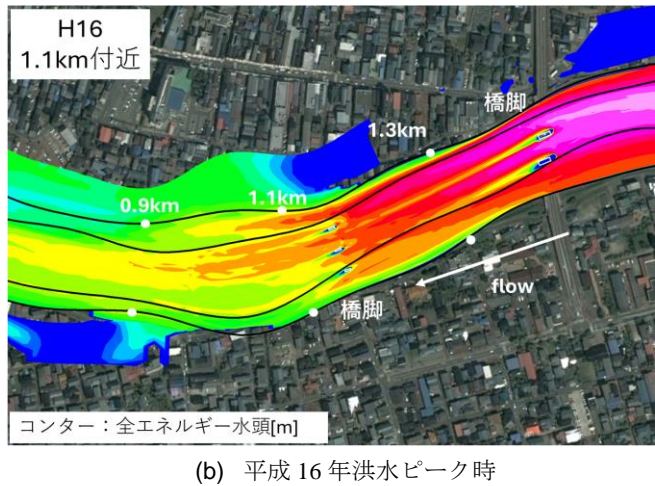 H16
1.1km付近
橋脚
1.3km
1.1km
0.9km
flow
橋脚
コンター：全エネルギー水頭[m]
(b) 平成 16 年洪水ピーク時